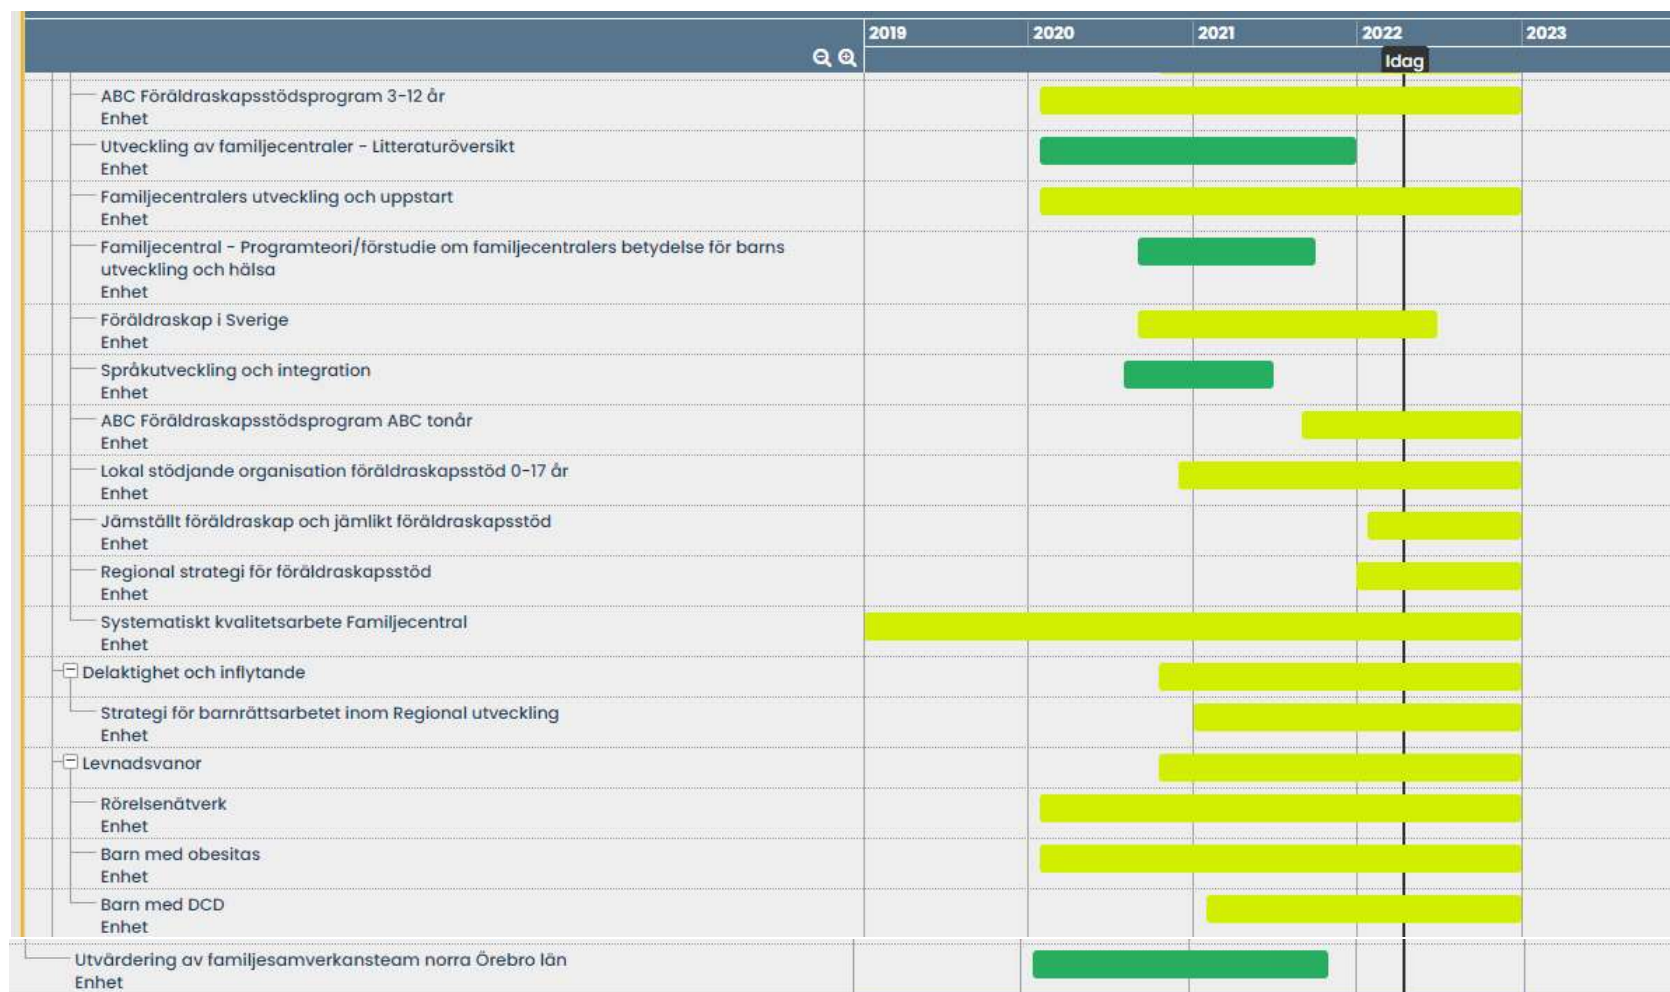 2019 2020 2021 2022 2023
Idag
ABC Föräldraskapsstödsprogram 3-12 år
Enhet
Utveckling av familjecentraler - Litteraturöversikt
Enhet
Familjecentralers utveckling och uppstart
Enhet
Familjecentral - Programteori/förstudie om familjecentralers betydelse för barns
utveckling och hälsa
Enhet
Föräldraskap i Sverige
Enhet
Språkutveckling och integration
Enhet
ABC Föräldraskapsstödsprogram ABC tonår
Enhet
Lokal stödjande organisation föräldraskapsstöd 0-17 år
Enhet
Jämställt föräldraskap och jämlikt föräldraskapsstöd
Enhet
Regional strategi för föräldraskapsstöd
Enhet
Systematiskt kvalitetsarbete Familjecentral
Enhet
Delaktighet och inflytande
Strategi för barnrättsarbetet inom Regional utveckling
Enhet
Levnadsvanor
Rörelsenätverk
Enhet
Barn med obesitas
Enhet
Barn med DCD
Enhet
Utvärdering av familjesamverkansteam norra Örebro län
Enhet